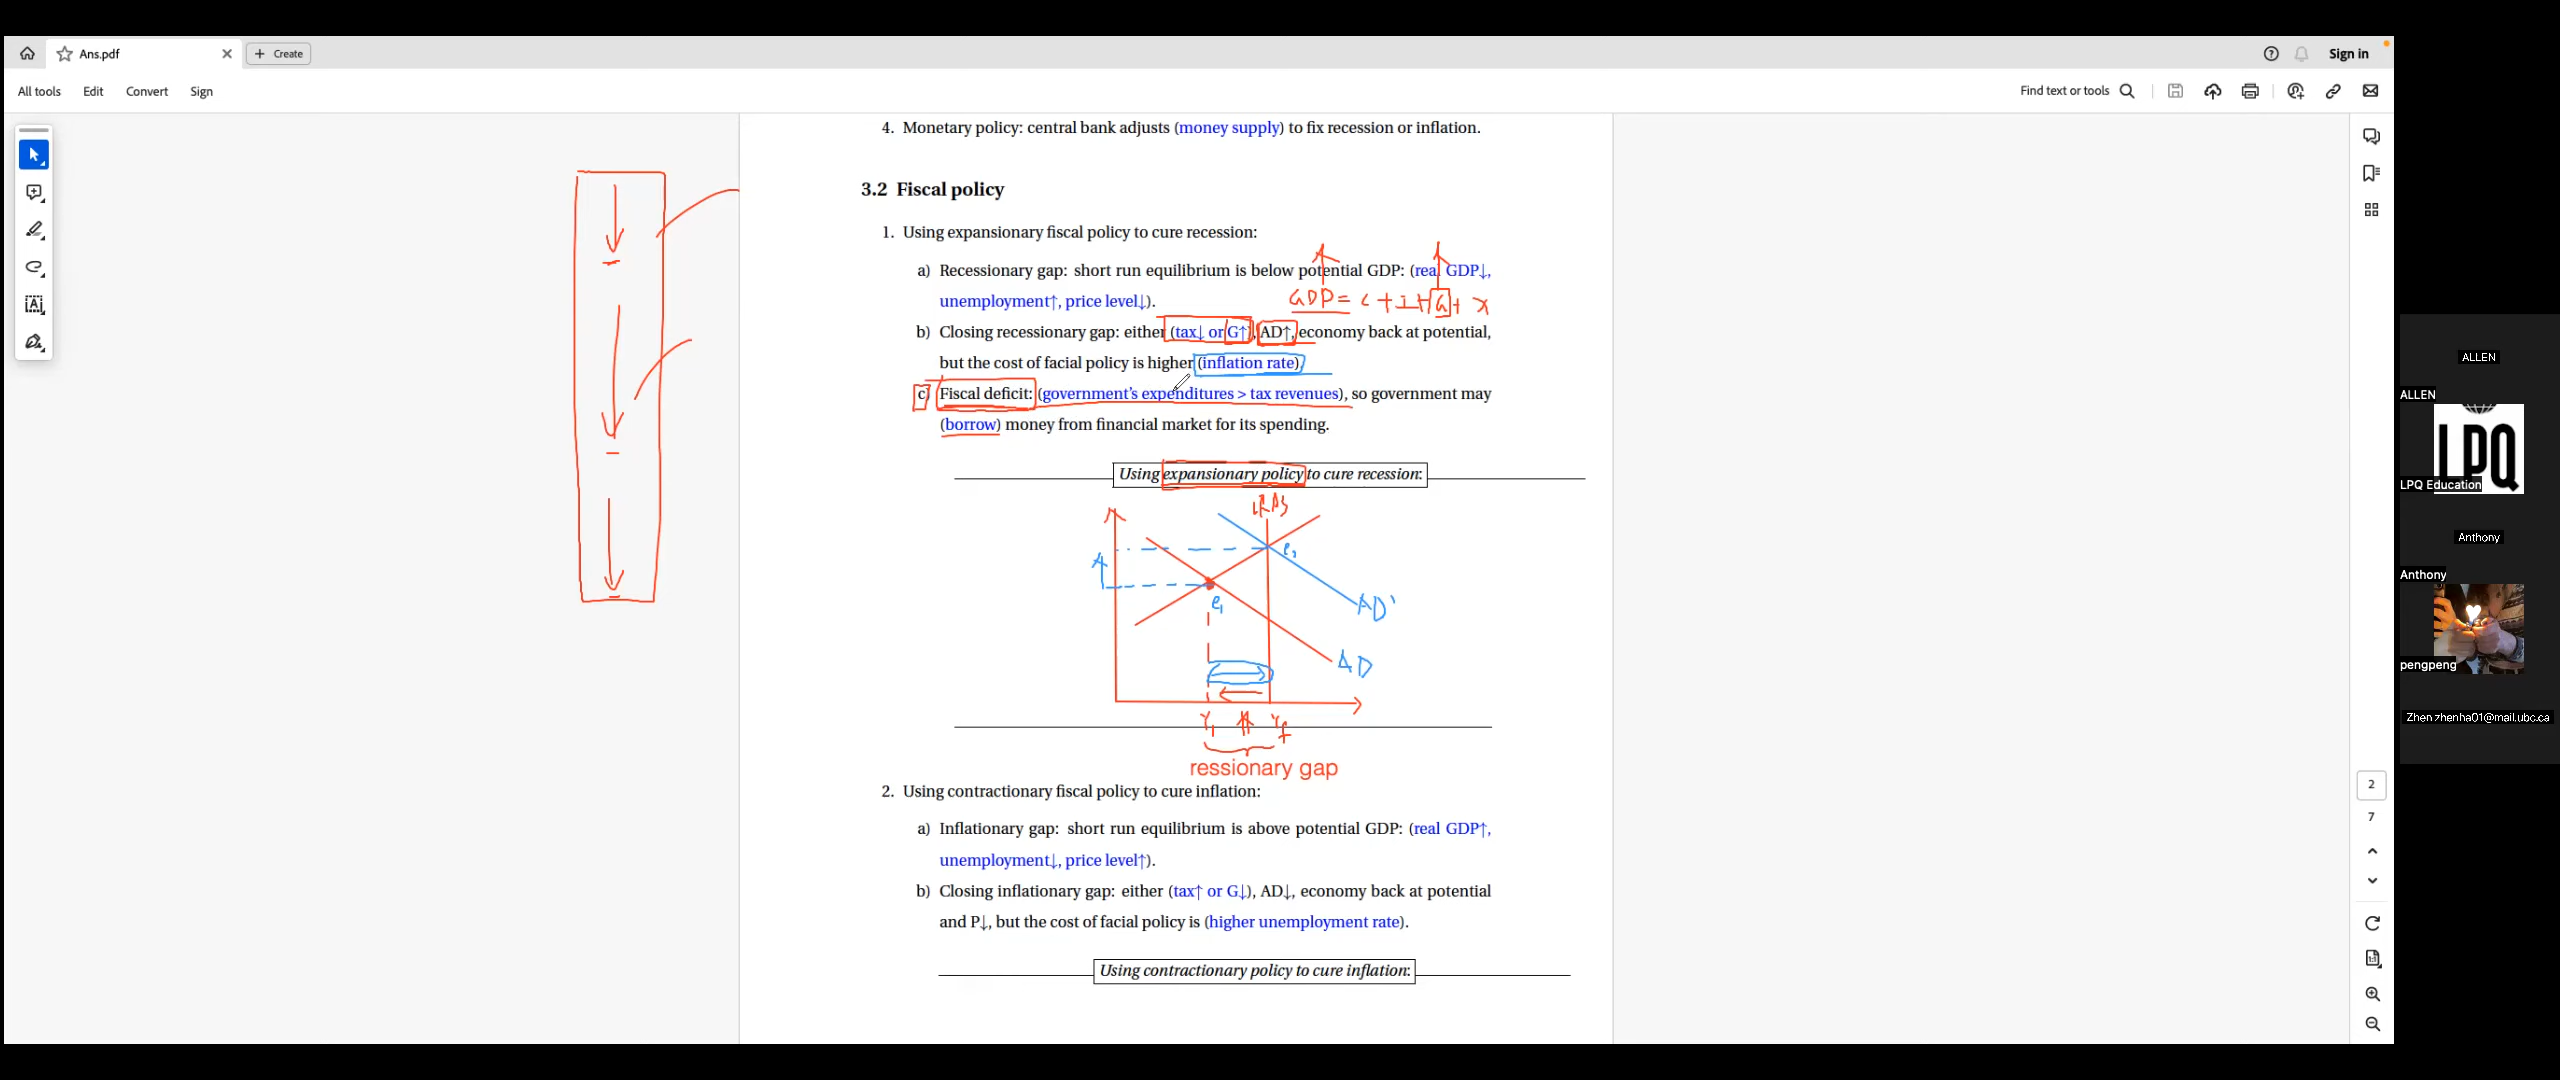 Ans.pdf
Create
Sign in
All tools Edit Convert Sign
Find text or tools
4. Monetary policy: central bank adjusts (money supply) to fix recession or inflation.
3.2 Fiscal policy
1. Using expansionary fiscal policy to cure recession:
a) Recessionary gap: short run equilibrium is below potential GDP: (real GDP↓,
unemployment↑, price level↓).
GDP = C + I + G + X
b) Closing recessionary gap: either (tax↓ or G↑), AD↑, economy back at potential,
but the cost of facial policy is higher (inflation rate).
c) Fiscal deficit: (government's expenditures > tax revenues), so government may
(borrow) money from financial market for its spending.
Using expansionary policy to cure recession:
LRAS
e₂
e₁
AD'
AD
Y₁ Yf
ressionary gap
2. Using contractionary fiscal policy to cure inflation:
a) Inflationary gap: short run equilibrium is above potential GDP: (real GDP↑,
unemployment↓, price level↑).
b) Closing inflationary gap: either (tax↑ or G↓), AD↓, economy back at potential
and P↓, but the cost of facial policy is (higher unemployment rate).
Using contractionary policy to cure inflation:
2
7
ALLEN
ALLEN
LPQ
LPQ Education
Anthony
Anthony
pengpeng
Zhen zhenha01@mail.ubc.ca